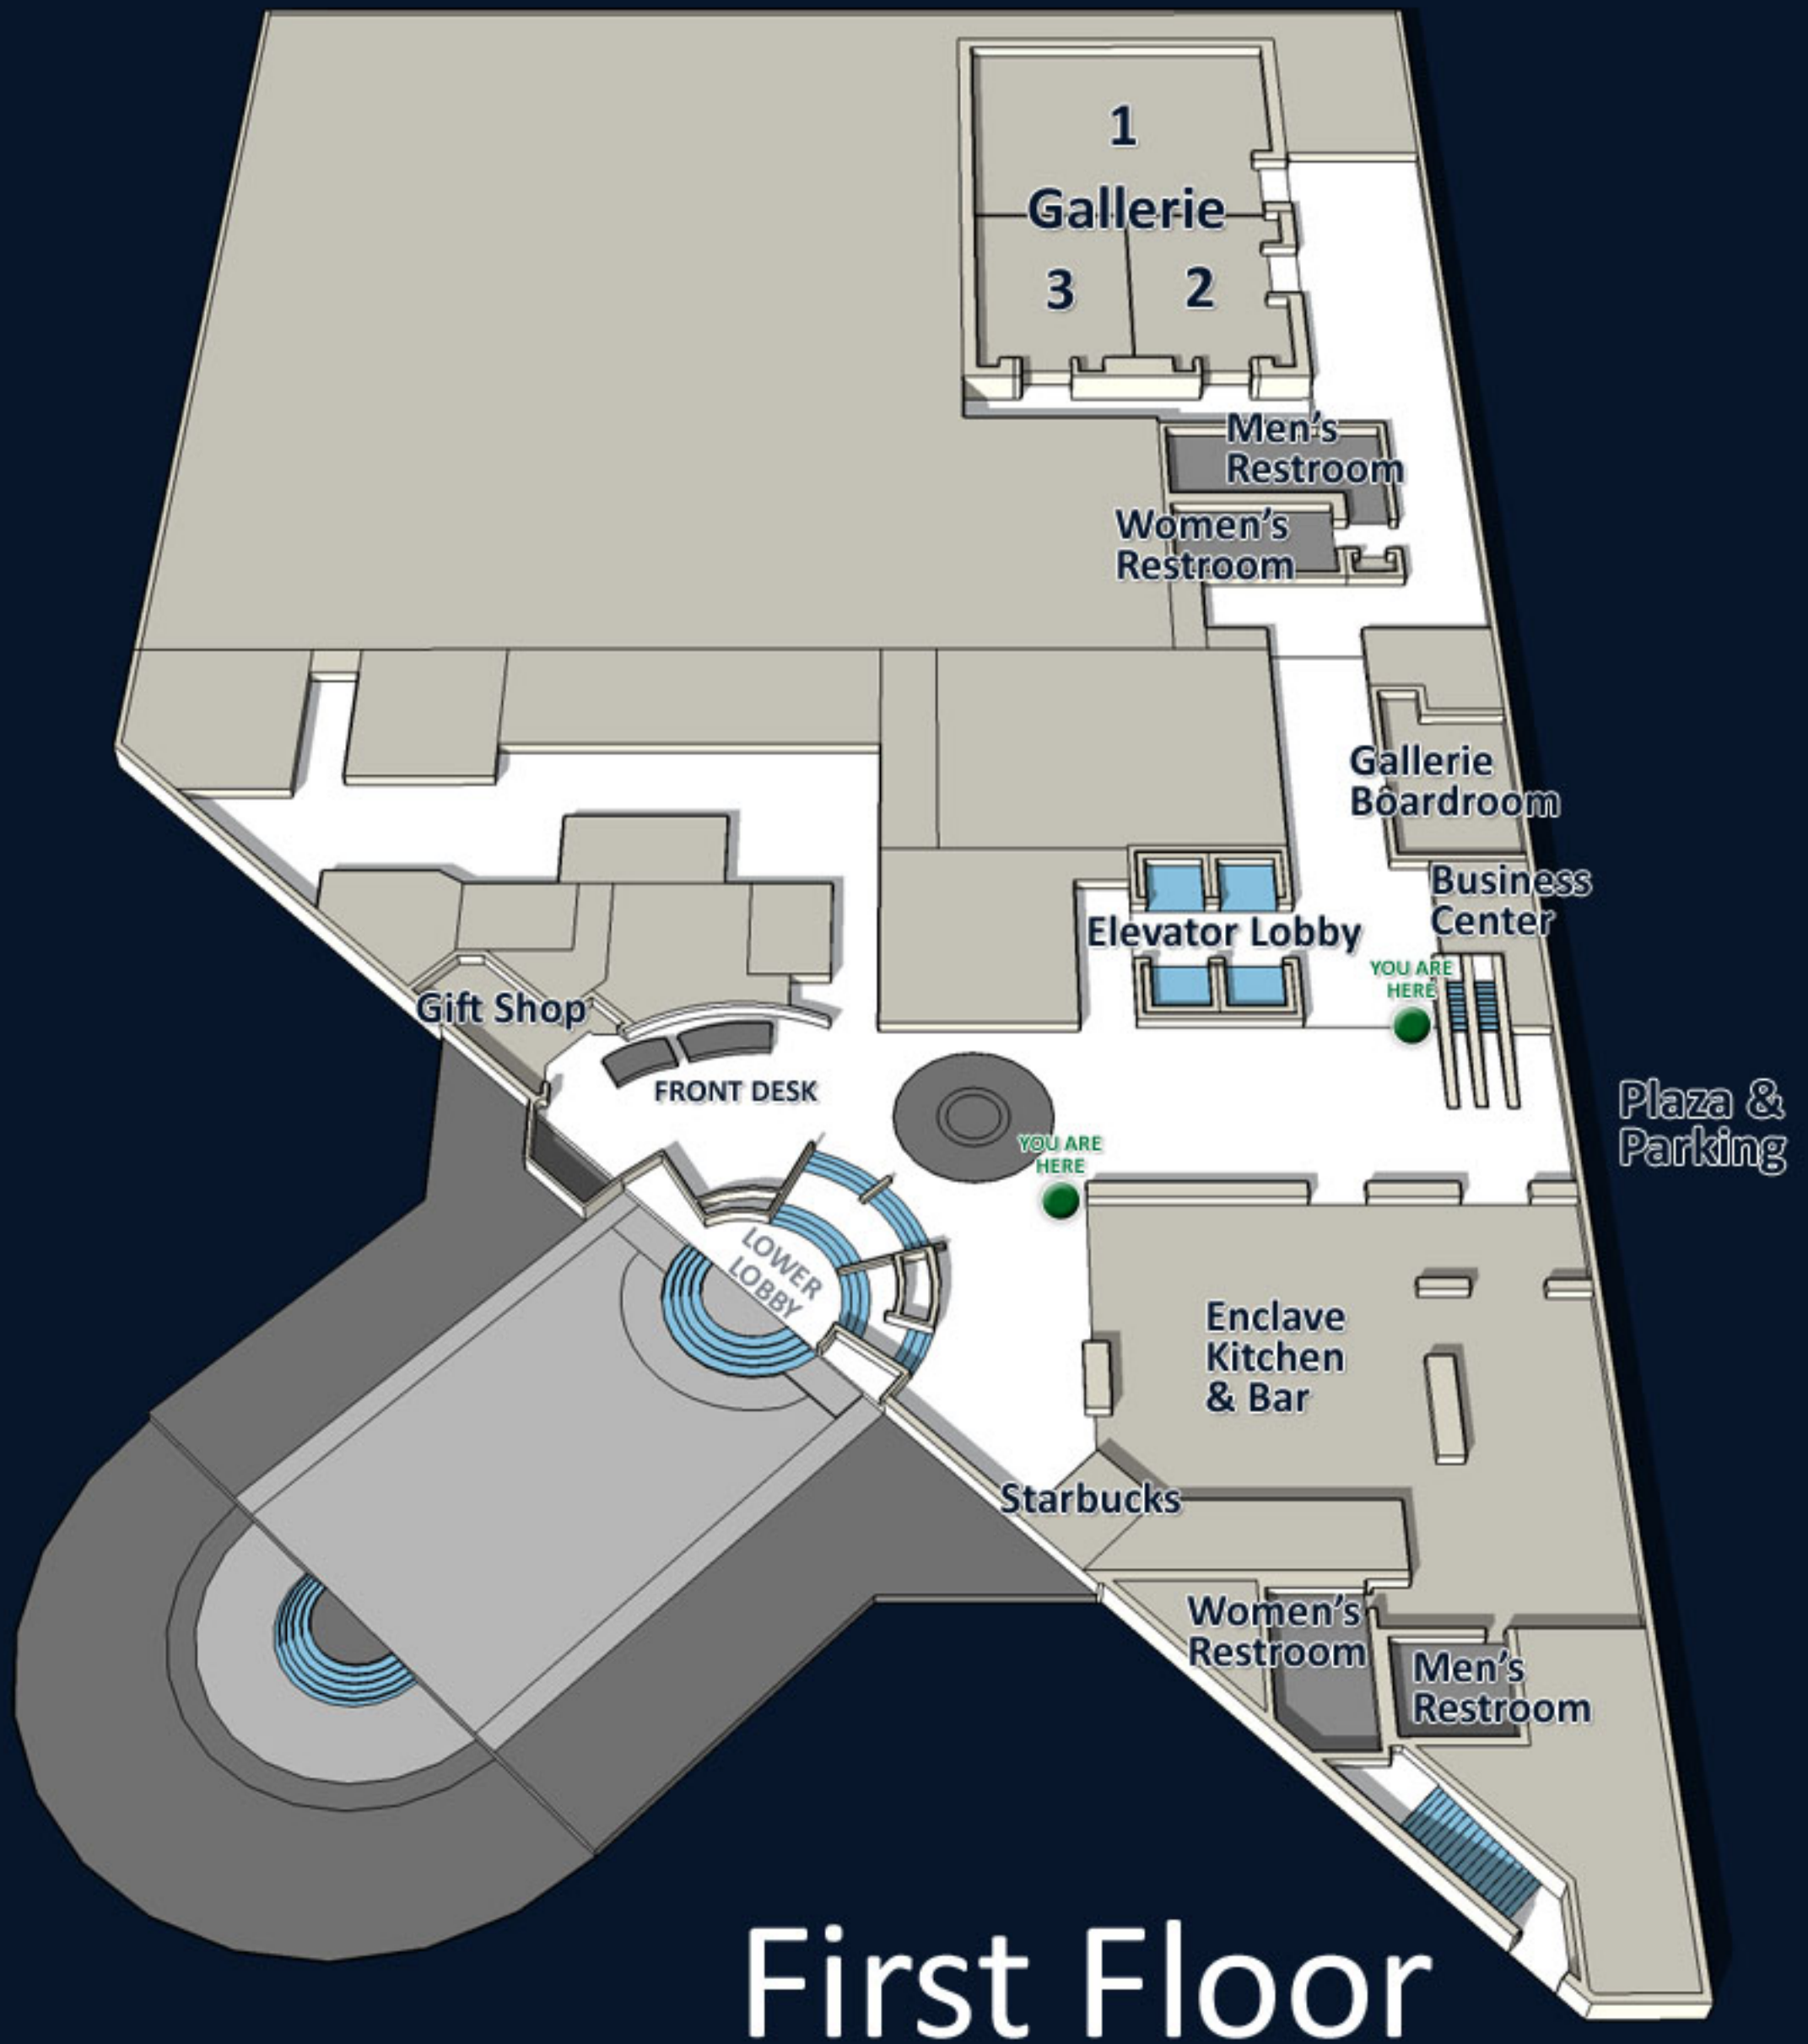 1
Gallerie
3
2
Men's
Restroom
Women's
Restroom
Gallerie
Boardroom
Business
Center
Elevator Lobby
YOU ARE
HERE
Gift Shop
FRONT DESK
Plaza &
Parking
YOU ARE
HERE
LOWER
LOBBY
Enclave
Kitchen
& Bar
Starbucks
Women's
Restroom
Men's
Restroom
First Floor